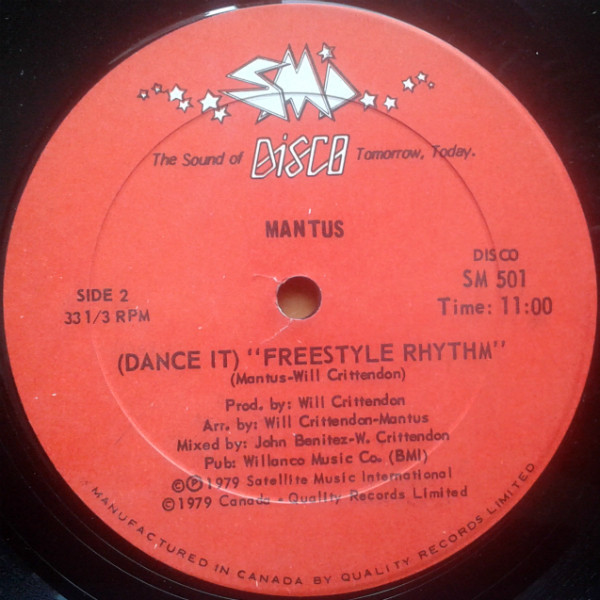 SMI
The Sound of DISCO Tomorrow, Today.
MANTUS
DISCO
SIDE 2
SM 501
33 1/3 RPM
Time: 11:00
(DANCE IT) "FREESTYLE RHYTHM"
(Mantus-Will Crittendon)
Prod. by: Will Crittendon
Arr. by: Will Crittendon-Mantus
Mixed by: John Benitez-W. Crittendon
Pub: Willanco Music Co. (BMI)
©℗1979 Satellite Music International
©1979 Canada - Quality Records Limited
MANUFACTURED IN CANADA BY QUALITY RECORDS LIMITED